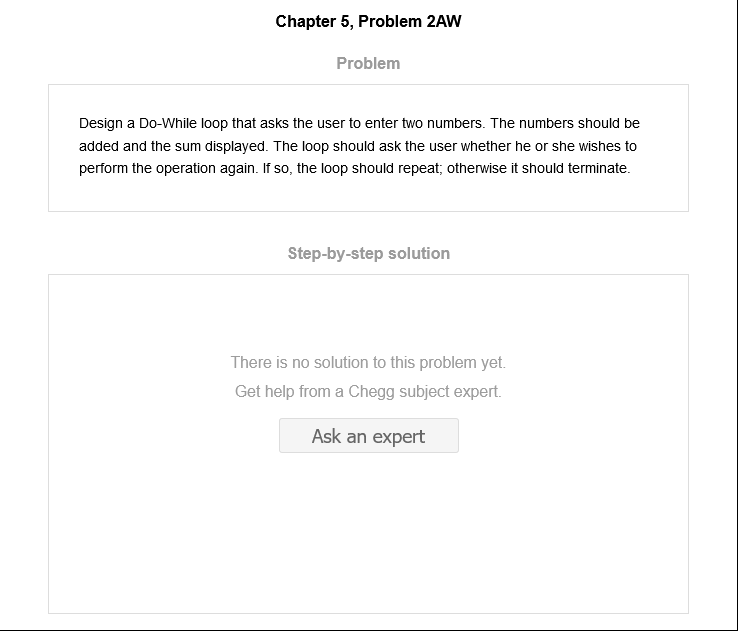 Chapter 5, Problem 2AW
Problem
Design a Do-While loop that asks the user to enter two numbers. The numbers should be
added and the sum displayed. The loop should ask the user whether he or she wishes to
perform the operation again. If so, the loop should repeat; otherwise it should terminate.
Step-by-step solution
There is no solution to this problem yet.
Get help from a Chegg subject expert.
Ask an expert